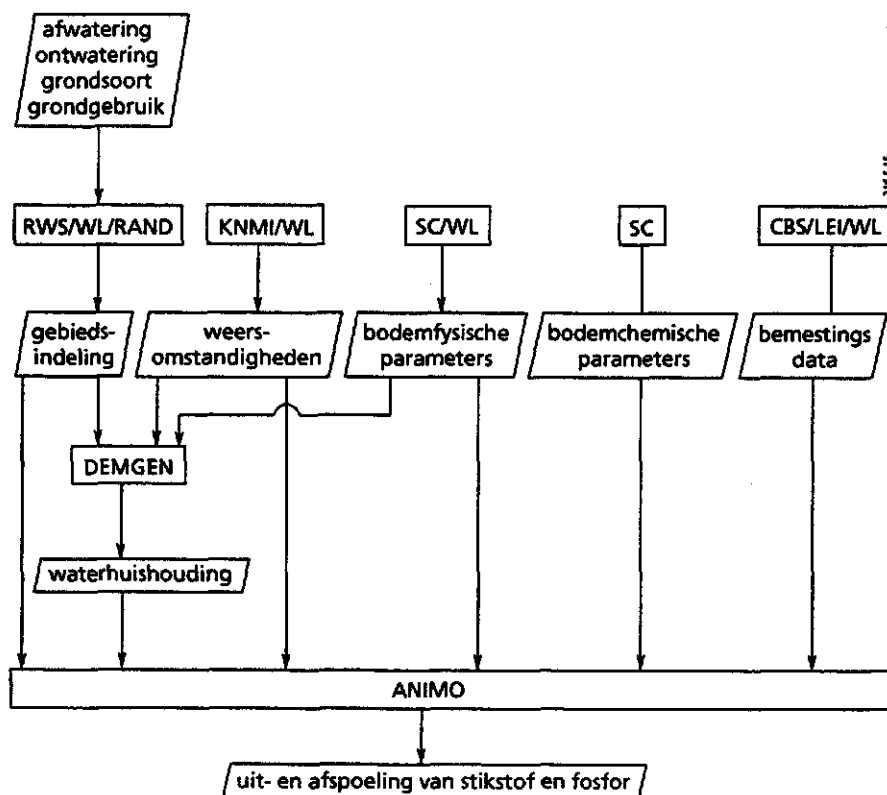 afwatering
ontwatering
grondsoort
grondgebruik
RWS/WL/RAND
KNMI/WL
SC/WL
SC
CBS/LEI/WL
gebieds-
indeling
weers-
omstandigheden
bodemfysische
parameters
bodemchemische
parameters
bemestings
data
DEMGEN
waterhuishouding
ANIMO
uit- en afspoeling van stikstof en fosfor